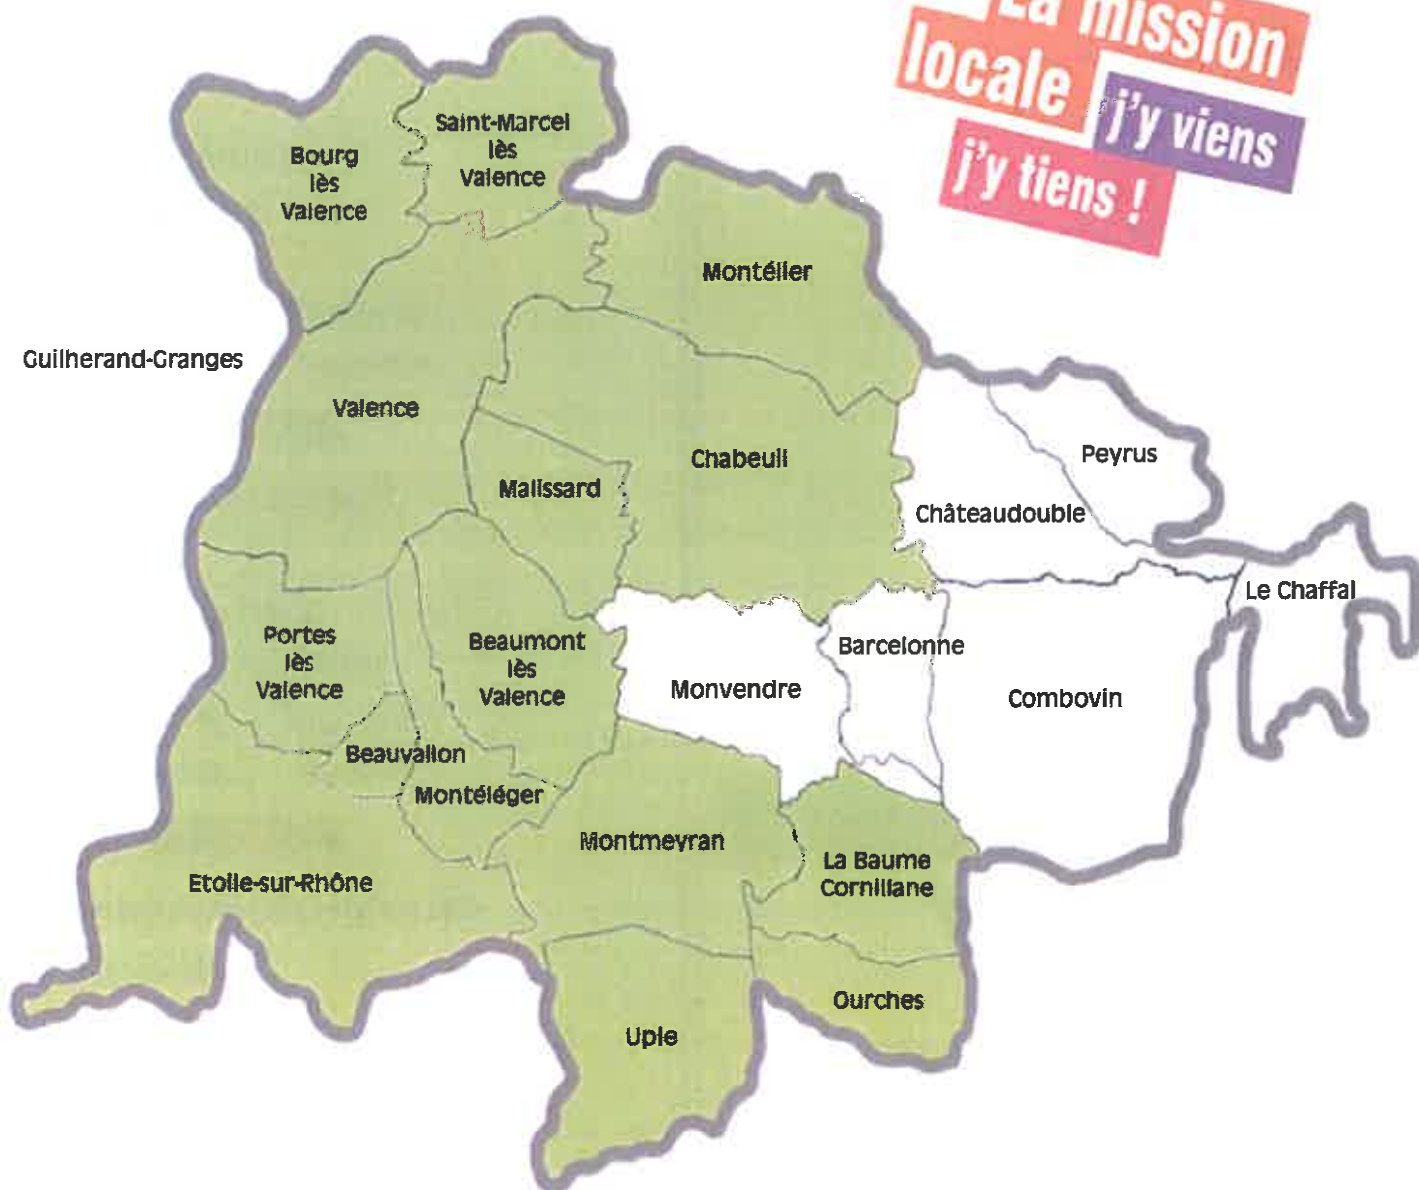 La mission
locale
j'y viens
j'y tiens !
Saint-Marcel
lès
Valence
Bourg
lès
Valence
Montélier
Guilherand-Granges
Valence
Chabeuil
Peyrus
Malissard
Châteaudouble
Le Chaffal
Portes
lès
Valence
Beaumont
lès
Valence
Barcelonne
Monvendre
Combovin
Beauvallon
Montéléger
Montmeyran
La Baume
Cornillane
Etoile-sur-Rhône
Ourches
Upie